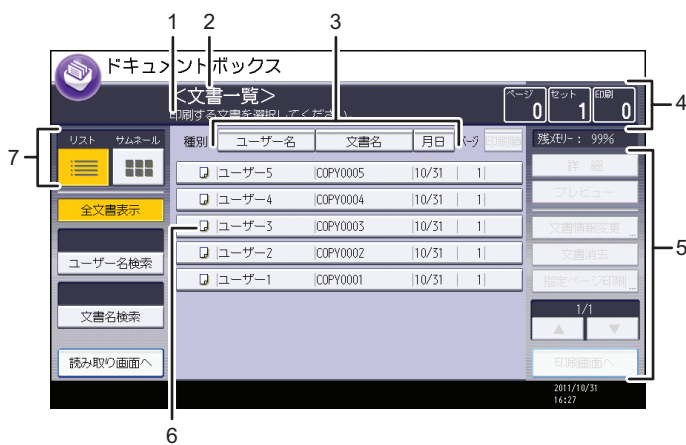 1 2 3
ドキュメントボックス
<文書一覧>
印刷する文書を選択してください。
ページ 0 セット 1 印刷 0
4
7
リスト サムネール
種別 ユーザー名 文書名 月日 ページ 印刷順
残メモリー: 99%
ユーザー5 COPY0005 10/31 1
ユーザー4 COPY0004 10/31 1
ユーザー3 COPY0003 10/31 1
ユーザー2 COPY0002 10/31 1
ユーザー1 COPY0001 10/31 1
全文書表示
ユーザー名検索
文書名検索
読み取り画面へ
詳 細
プレビュー
文書情報変更
文書消去
指定ページ印刷
5
1/1
印刷画面へ
2011/10/31
16:27
6